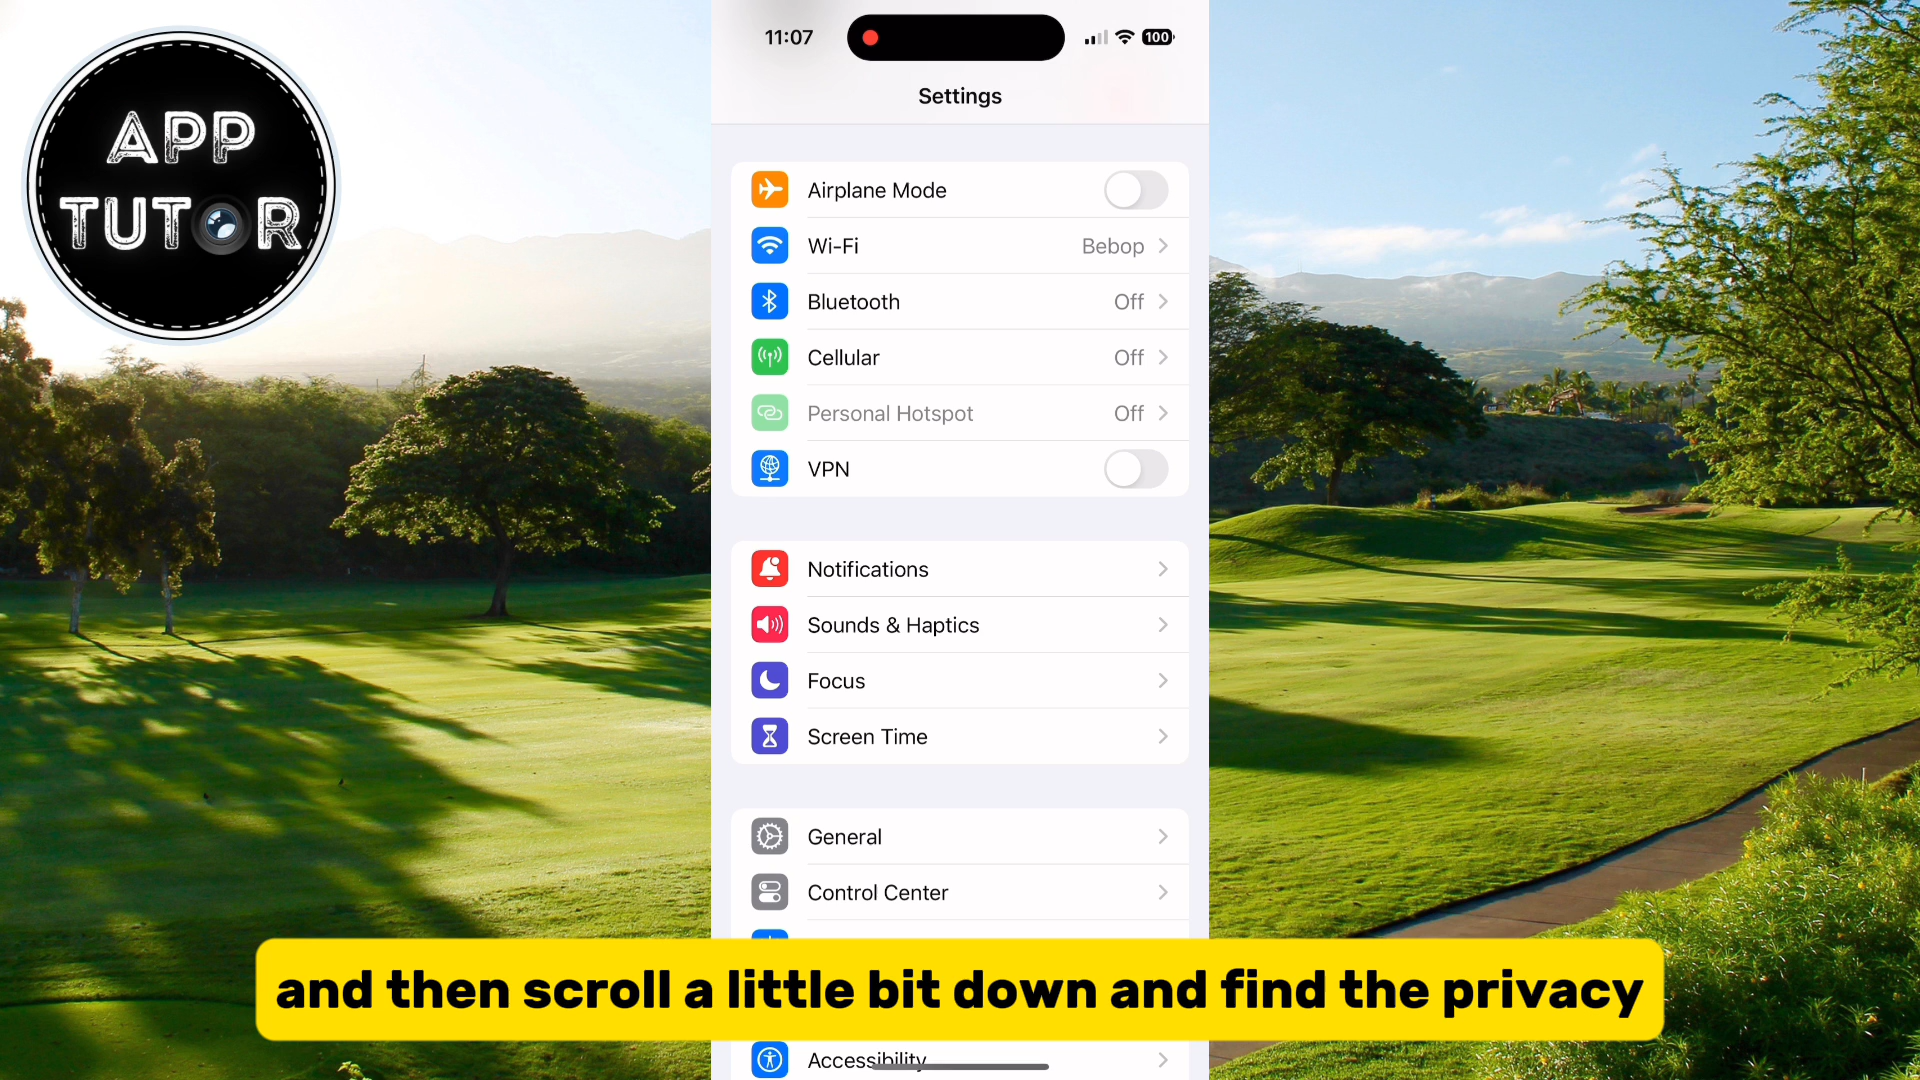 APP
TUTOR
11:07
100
Settings
Airplane Mode
Wi-Fi
Bebop
Bluetooth
Off
Cellular
Off
Personal Hotspot
Off
VPN
Notifications
Sounds & Haptics
Focus
Screen Time
General
Control Center
and then scroll a little bit down and find the privacy
Accessibility